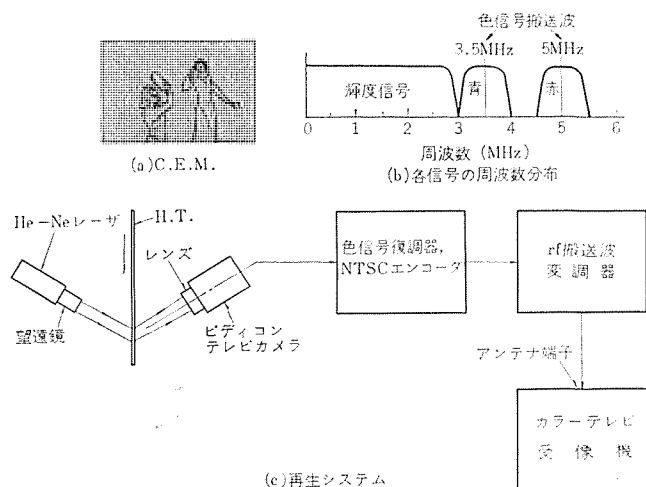 色信号搬送波
3.5MHz 5MHz
輝度信号
青
赤
0 1 2 3 4 5 6
周波数 (MHz)
(a)C.E.M.
(b)各信号の周波数分布
He-Neレーザ
H.T.
レンズ
望遠鏡
ビディコン
テレビカメラ
色信号復調器,
NTSCエンコーダ
rf搬送波
変調器
アンテナ端子
カラーテレビ
受像機
(c)再生システム